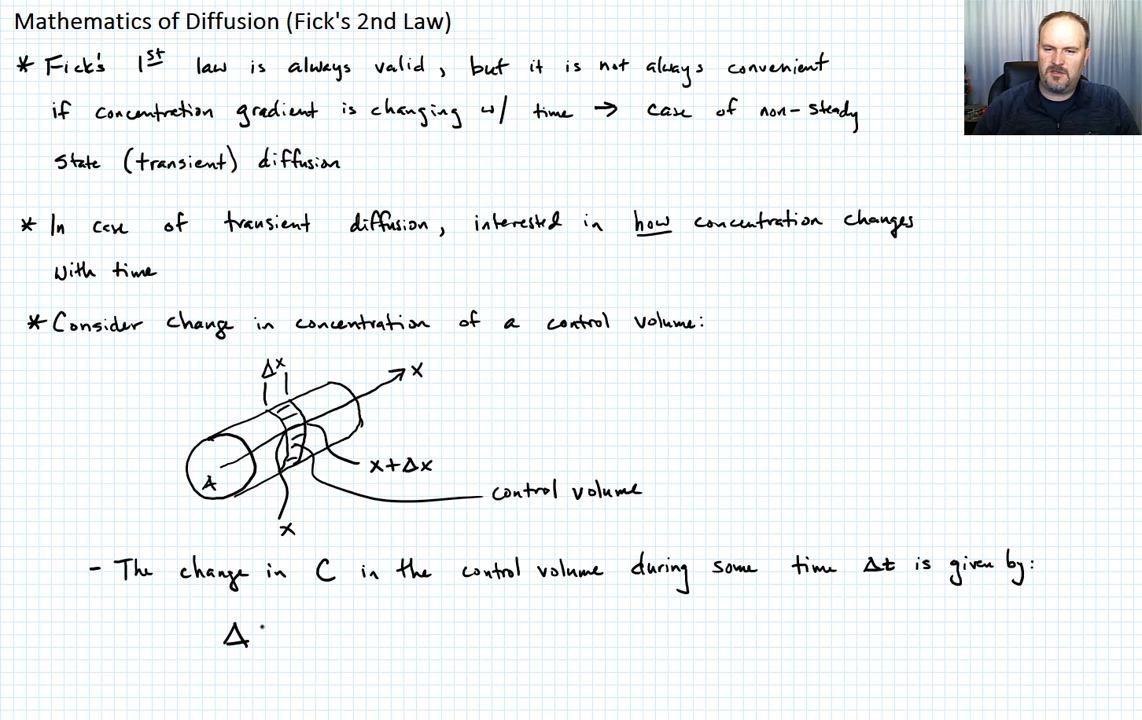 Mathematics of Diffusion (Fick's 2nd Law)
* Fick's 1st law is always valid, but it is not always convenient
if concentration gradient is changing w/ time → case of non-steady
state (transient) diffusion
* In case of transient diffusion, interested in how concentration changes
with time
* Consider change in concentration of a control volume:
Δx
x
A
x+Δx
control volume
x
- The change in C in the control volume during some time Δt is given by:
Δ